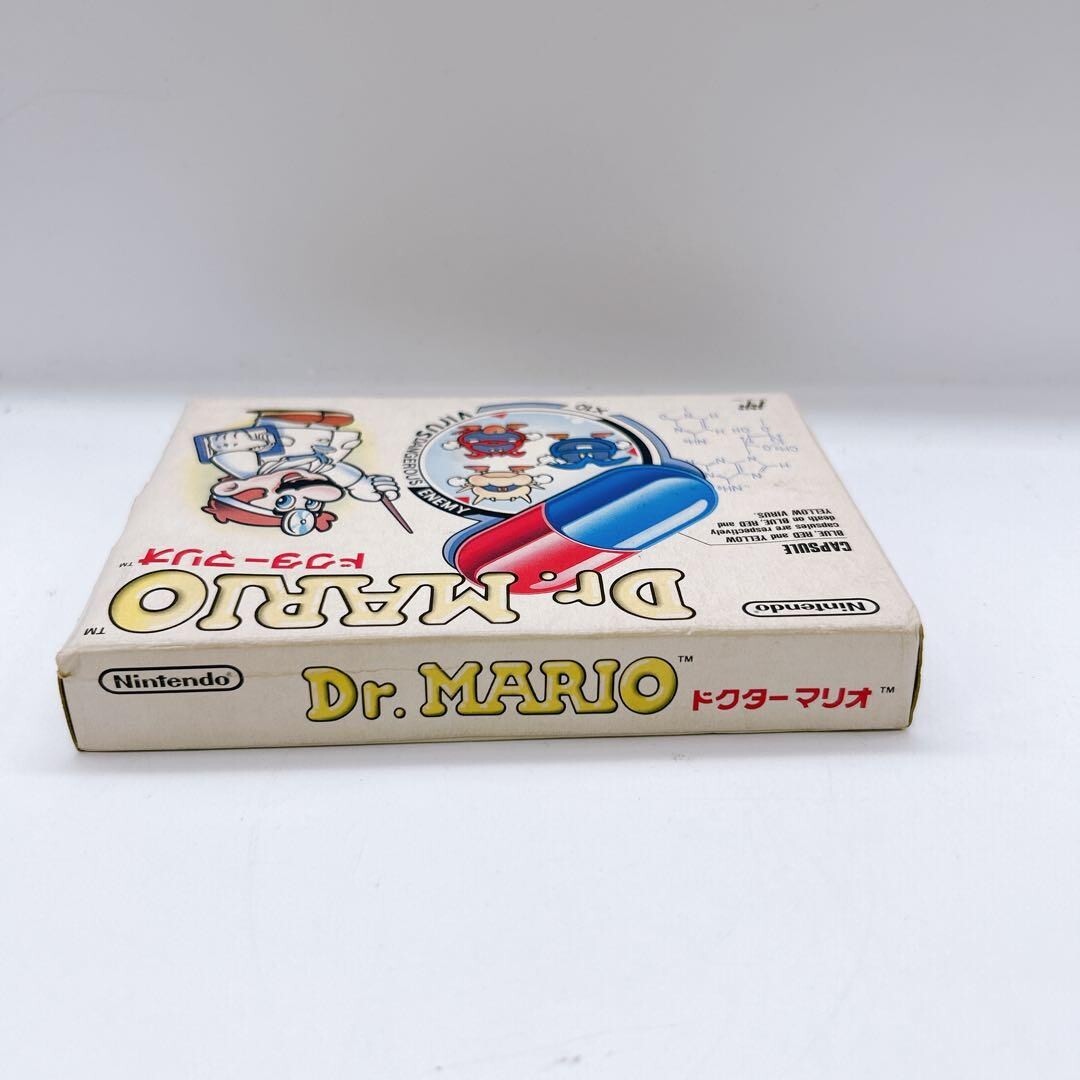 Nintendo®
Dr. MARIO™
ドクターマリオ™
Nintendo®
Dr. MARIO™
ドクターマリオ™
CAPSULE
BLUE, RED and YELLOW
capsules are respectively
death on BLUE, RED and
YELLOW VIRUS.
VIRUS DANGEROUS ENEMY
X10